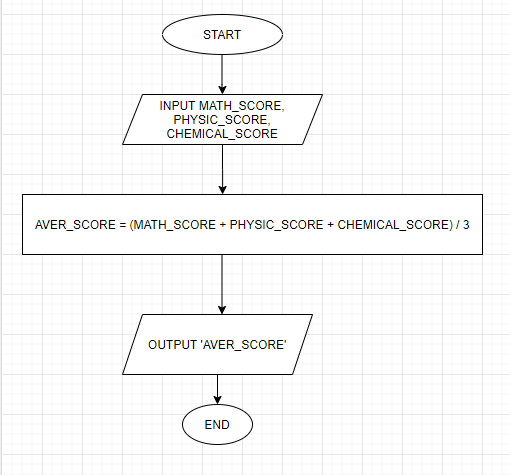 START
INPUT MATH_SCORE,
PHYSIC_SCORE,
CHEMICAL_SCORE
AVER_SCORE = (MATH_SCORE + PHYSIC_SCORE + CHEMICAL_SCORE) / 3
OUTPUT 'AVER_SCORE'
END